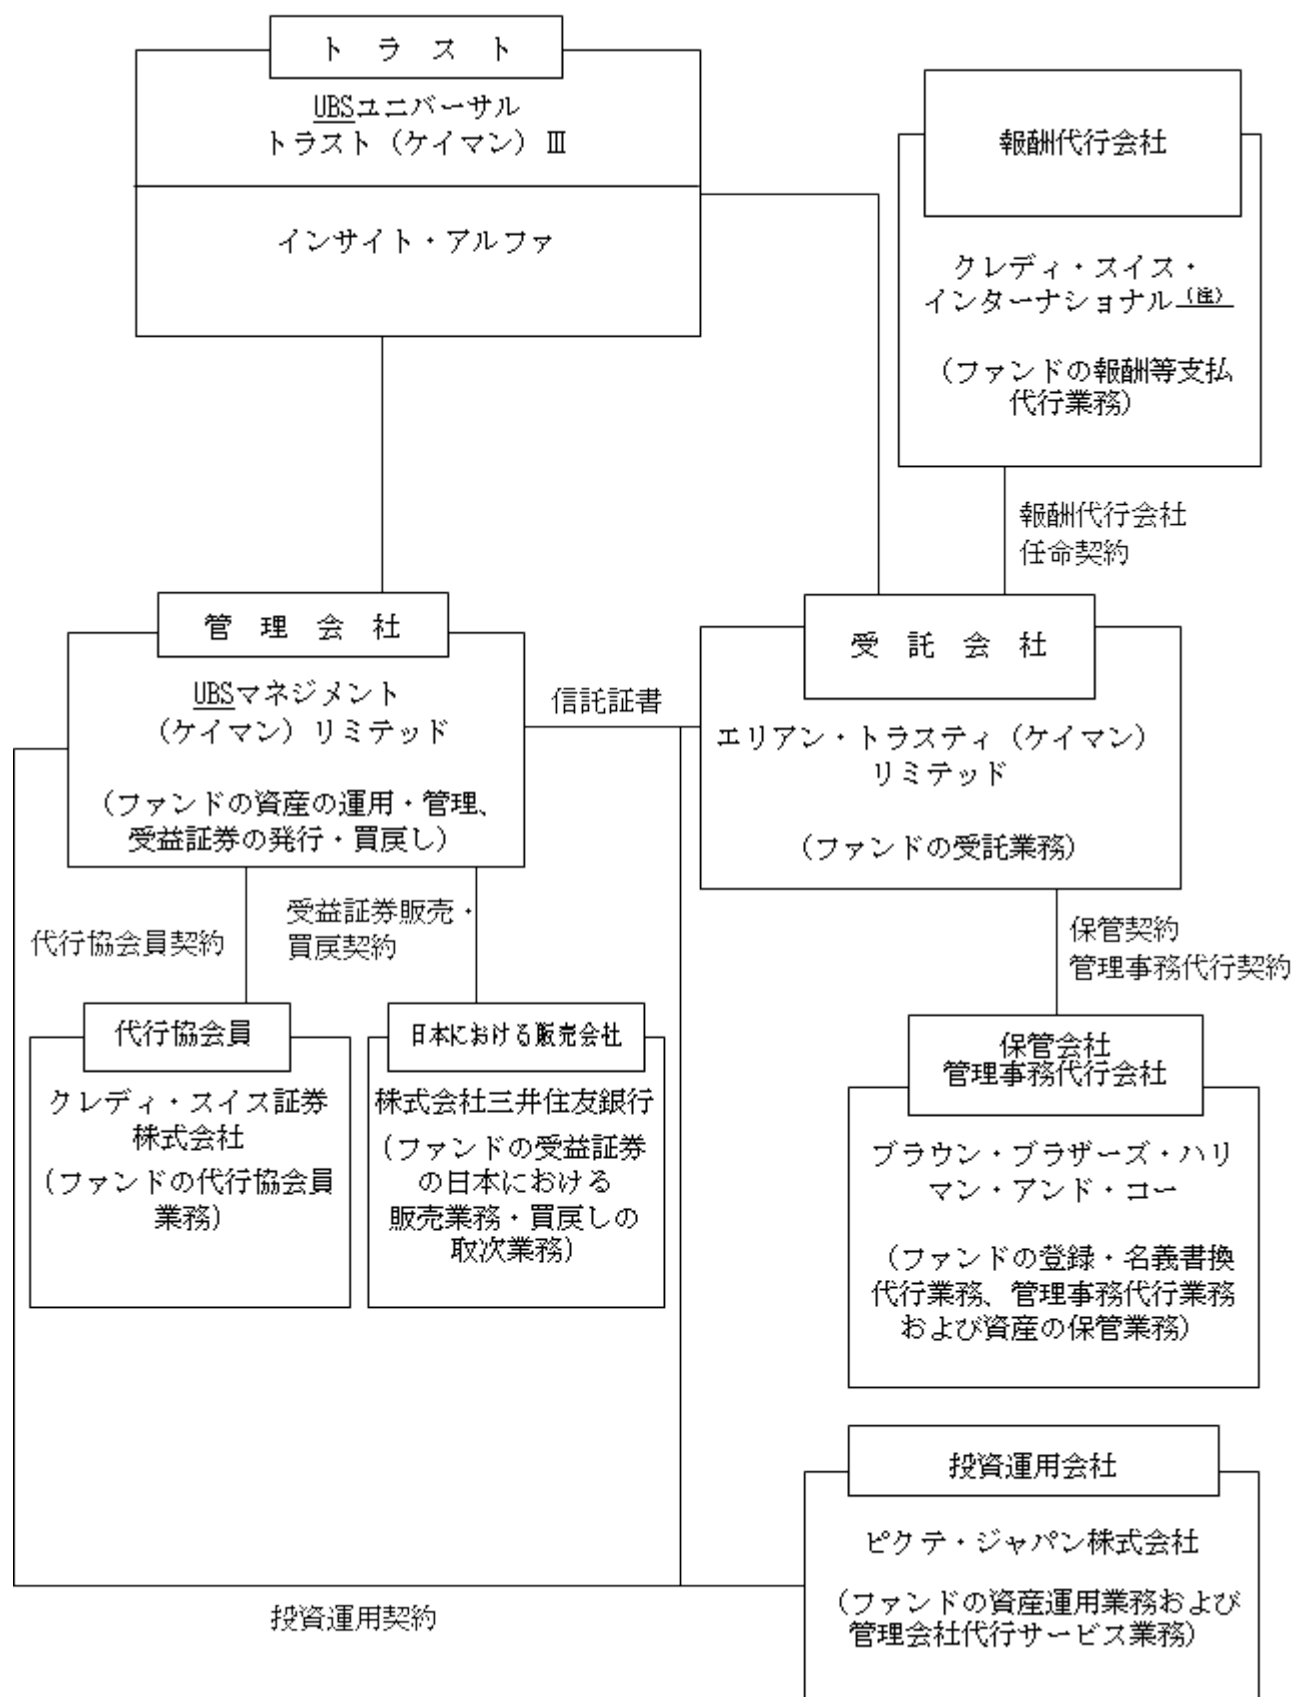 トラスト
UBSユニバーサル
トラスト（ケイマン）Ⅲ
インサイト・アルファ
報酬代行会社
クレディ・スイス・
インターナショナル（注）
（ファンドの報酬等支払
代行業務）
報酬代行会社
任命契約
管理会社
UBSマネジメント
（ケイマン）リミテッド
（ファンドの資産の運用・管理、
受益証券の発行・買戻し）
信託証書
受託会社
エリアン・トラスティ（ケイマン）
リミテッド
（ファンドの受託業務）
代行協会員契約
受益証券販売・
買戻契約
保管契約
管理事務代行契約
代行協会員
クレディ・スイス証券
株式会社
（ファンドの代行協会員
業務）
日本における販売会社
株式会社三井住友銀行
（ファンドの受益証券
の日本における
販売業務・買戻しの
取次業務）
保管会社
管理事務代行会社
ブラウン・ブラザーズ・ハリ
マン・アンド・コー
（ファンドの登録・名義書換
代行業務、管理事務代行業務
および資産の保管業務）
投資運用会社
ピクテ・ジャパン株式会社
（ファンドの資産運用業務および
管理会社代行サービス業務）
投資運用契約